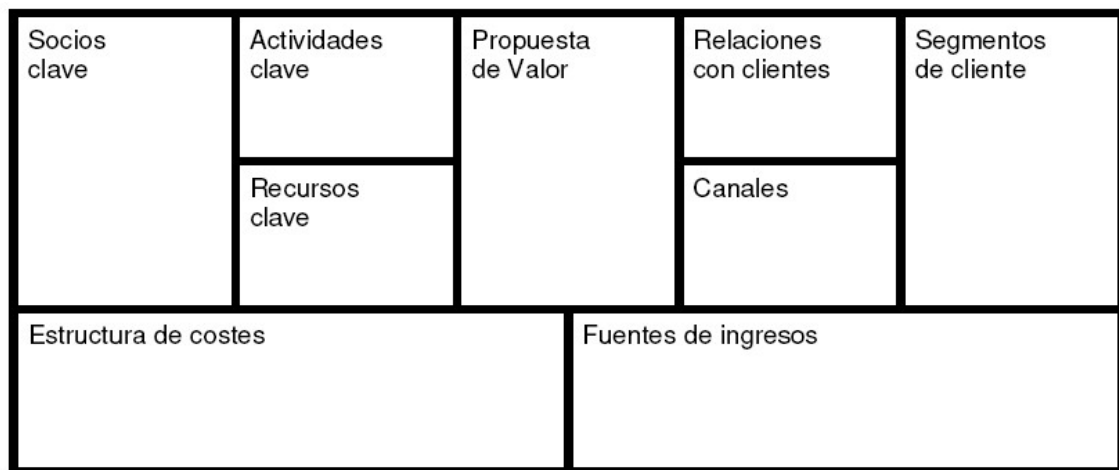 Socios
clave
Actividades
clave
Recursos
clave
Propuesta
de Valor
Relaciones
con clientes
Canales
Segmentos
de cliente
Estructura de costes
Fuentes de ingresos